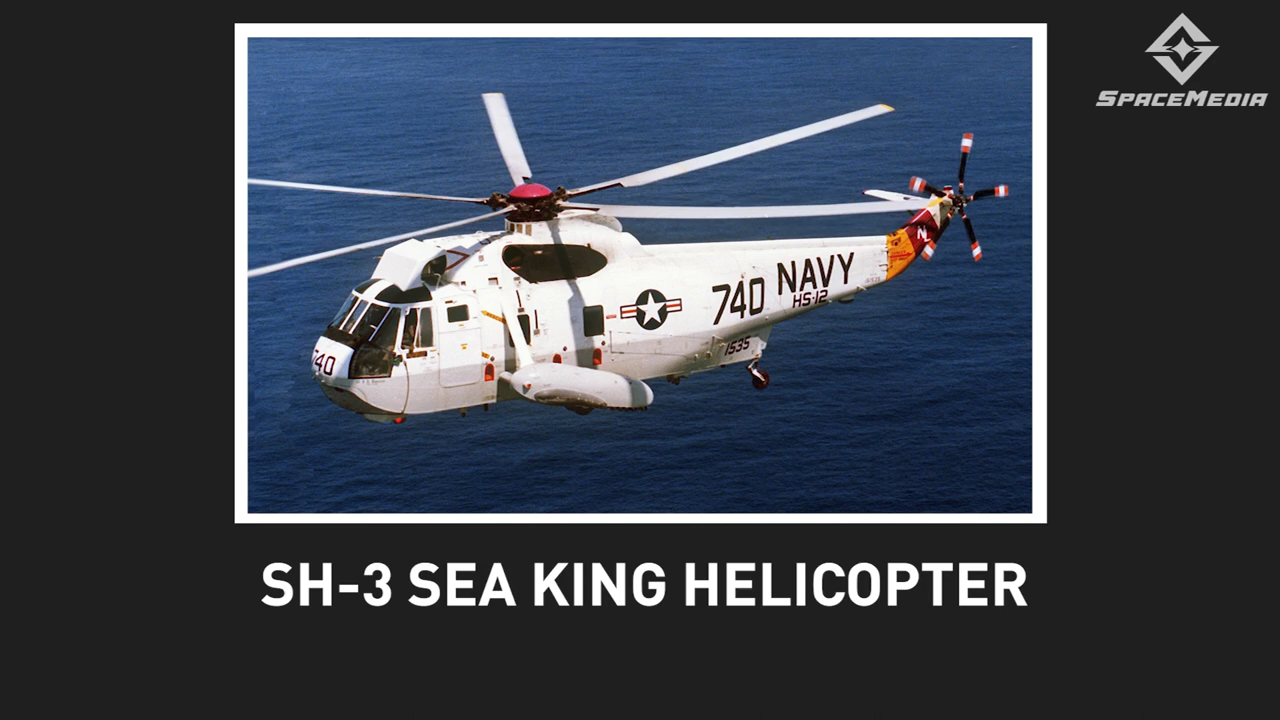 SPACEMEDIA
NAVY
740
HS-12
1535
740
N
SH-3 SEA KING HELICOPTER